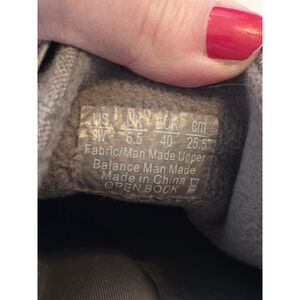 US UK EUR cm
9W 6.5 40 25.5
Fabric/Man Made Upper
Balance Man Made
Made in China
OPEN BOOK